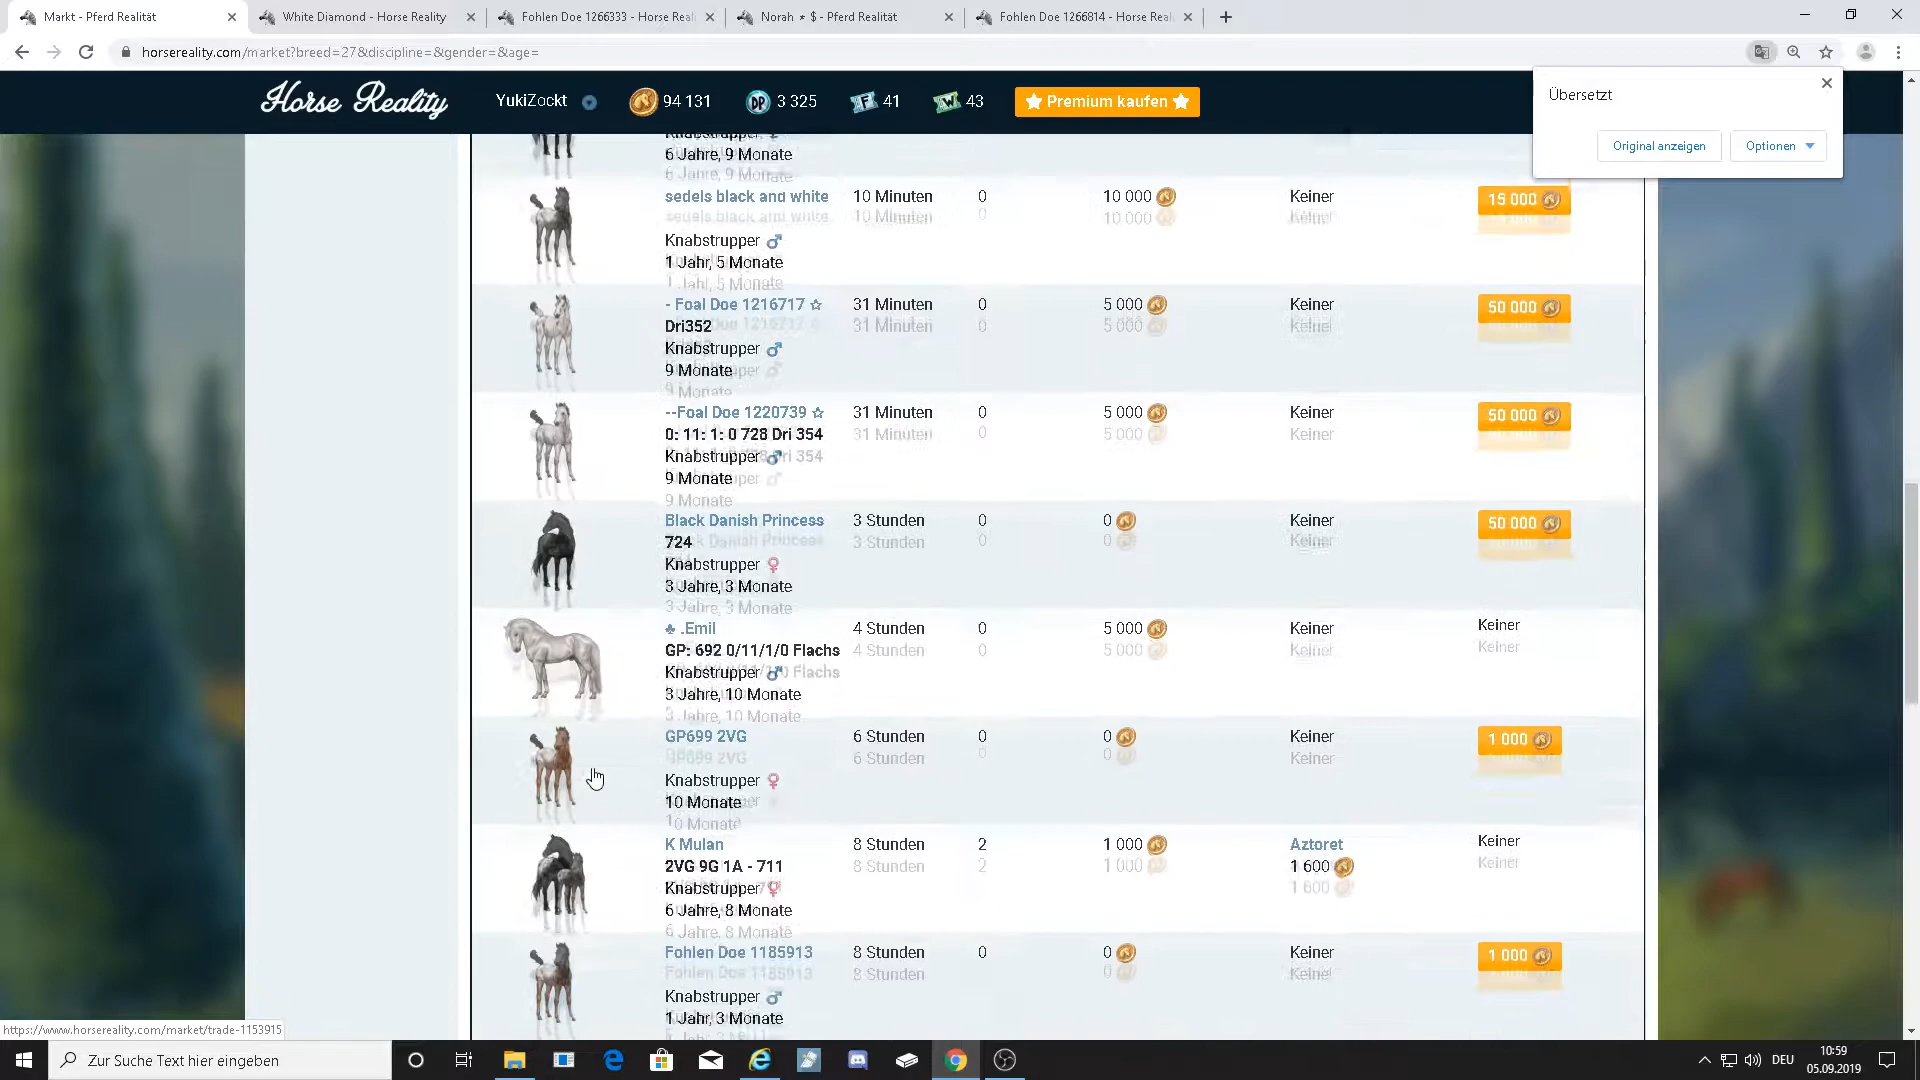 Markt - Pferd Realität
White Diamond - Horse Reality
Fohlen Doe 1266333 - Horse Real
Norah ⋆ $ - Pferd Realität
Fohlen Doe 1266814 - Horse Real
horsereality.com/market?breed=27&discipline=&gender=&age=
Übersetzt
Original anzeigen
Optionen
Horse Reality
YukiZockt
94 131
DP
3 325
F
41
W
43
Premium kaufen
Knabstrupper
6 Jahre, 9 Monate
sedels black and white 10 Minuten 0 10 000 Keiner 15 000
Knabstrupper ♂
1 Jahr, 5 Monate
- Foal Doe 1216717 ☆ 31 Minuten 0 5 000 Keiner 50 000
Dri352
Knabstrupper ♂
9 Monate
--Foal Doe 1220739 ☆ 31 Minuten 0 5 000 Keiner 50 000
0: 11: 1: 0 728 Dri 354
Knabstrupper ♂
9 Monate
Black Danish Princess 3 Stunden 0 0 Keiner 50 000
724
Knabstrupper ♀
3 Jahre, 3 Monate
♣ .Emil 4 Stunden 0 5 000 Keiner Keiner
GP: 692 0/11/1/0 Flachs
Knabstrupper ♂
3 Jahre, 10 Monate
GP699 2VG 6 Stunden 0 0 Keiner 1 000
Knabstrupper ♀
10 Monate
K Mulan 8 Stunden 2 1 000 Aztoret Keiner
2VG 9G 1A - 711 1 600
Knabstrupper ♀
6 Jahre, 8 Monate
Fohlen Doe 1185913 8 Stunden 0 0 Keiner 1 000
Knabstrupper ♂
1 Jahr, 3 Monate
https://www.horsereality.com/market/trade-1153915
Zur Suche Text hier eingeben
DEU
10:59
05.09.2019